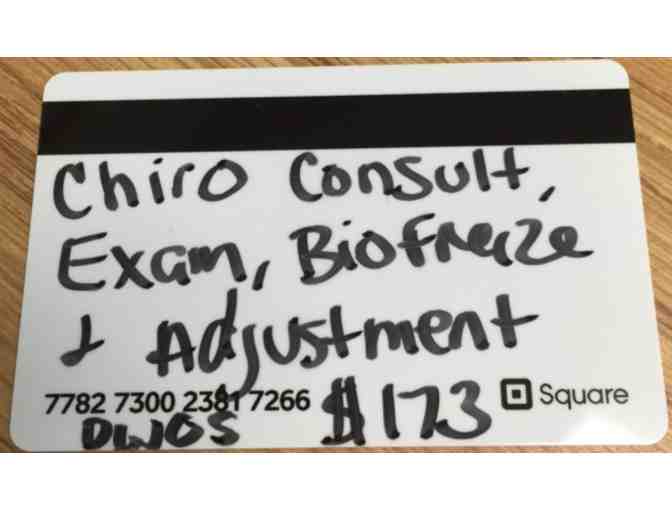 Chiro Consult,
Exam, Biofreeze
& Adjustment
7782 7300 2381 7266 $173 Square
DWOS